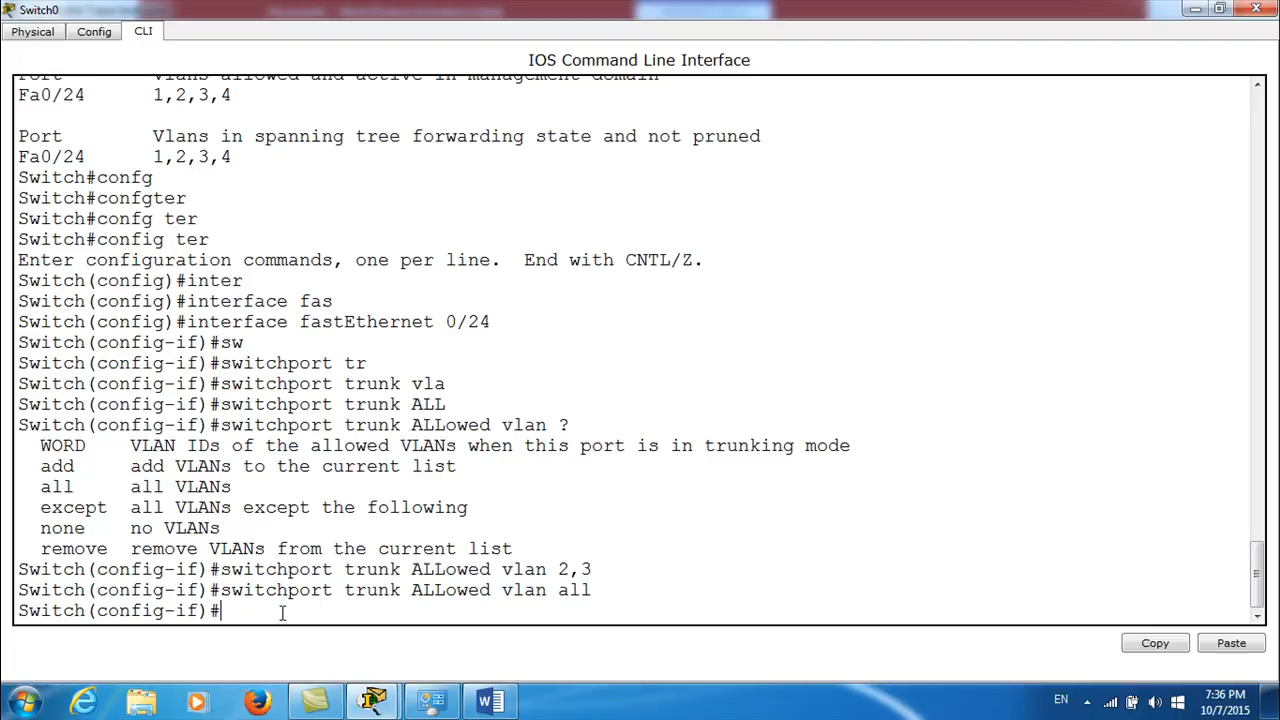 Switch0
Physical Config CLI
IOS Command Line Interface
Port Vlans allowed and active in management domain
Fa0/24 1,2,3,4
Port Vlans in spanning tree forwarding state and not pruned
Fa0/24 1,2,3,4
Switch#confg
Switch#confgter
Switch#confg ter
Switch#config ter
Enter configuration commands, one per line. End with CNTL/Z.
Switch(config)#inter
Switch(config)#interface fas
Switch(config)#interface fastEthernet 0/24
Switch(config-if)#sw
Switch(config-if)#switchport tr
Switch(config-if)#switchport trunk vla
Switch(config-if)#switchport trunk ALL
Switch(config-if)#switchport trunk ALLowed vlan ?
WORD VLAN IDs of the allowed VLANs when this port is in trunking mode
add add VLANs to the current list
all all VLANs
except all VLANs except the following
none no VLANs
remove remove VLANs from the current list
Switch(config-if)#switchport trunk ALLowed vlan 2,3
Switch(config-if)#switchport trunk ALLowed vlan all
Switch(config-if)#
Copy Paste
EN 7:36 PM
10/7/2015